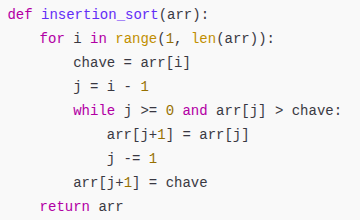 def insertion_sort(arr):
    for i in range(1, len(arr)):
        chave = arr[i]
        j = i - 1
        while j >= 0 and arr[j] > chave:
            arr[j+1] = arr[j]
            j -= 1
        arr[j+1] = chave
    return arr